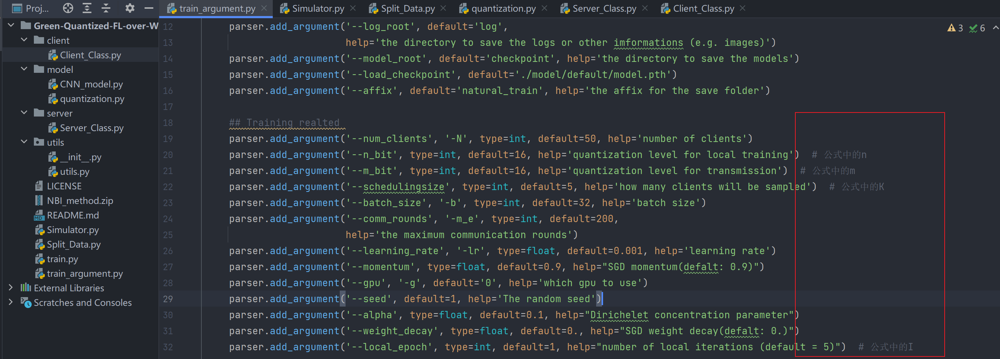 Proj...
train_argument.py
Simulator.py
Split_Data.py
quantization.py
Server_Class.py
Client_Class.py
Green-Quantized-FL-over-W
client
Client_Class.py
model
CNN_model.py
quantization.py
server
Server_Class.py
utils
__init__.py
utils.py
LICENSE
NBI_method.zip
README.md
Simulator.py
Split_Data.py
train.py
train_argument.py
External Libraries
Scratches and Consoles
3 6
12 parser.add_argument('--log_root', default='log',
13 help='the directory to save the logs or other imformations (e.g. images)')
14 parser.add_argument('--model_root', default='checkpoint', help='the directory to save the models')
15 parser.add_argument('--load_checkpoint', default='./model/default/model.pth')
16 parser.add_argument('--affix', default='natural_train', help='the affix for the save folder')
17
18 ## Training realted
19 parser.add_argument('--num_clients', '-N', type=int, default=50, help='number of clients')
20 parser.add_argument('--n_bit', type=int, default=16, help='quantization level for local training') # 公式中的n
21 parser.add_argument('--m_bit', type=int, default=16, help='quantization level for transmission') # 公式中的m
22 parser.add_argument('--schedulingsize', type=int, default=5, help='how many clients will be sampled') # 公式中的K
23 parser.add_argument('--batch_size', '-b', type=int, default=32, help='batch size')
24 parser.add_argument('--comm_rounds', '-m_e', type=int, default=200,
25 help='the maximum communication rounds')
26 parser.add_argument('--learning_rate', '-lr', type=float, default=0.001, help='learning rate')
27 parser.add_argument('--momentum', type=float, default=0.9, help="SGD momentum(defalt: 0.9)")
28 parser.add_argument('--gpu', '-g', default='0', help='which gpu to use')
29 parser.add_argument('--seed', default=1, help='The random seed')
30 parser.add_argument('--alpha', type=float, default=0.1, help="Dirichelet concentration parameter")
31 parser.add_argument('--weight_decay', type=float, default=0., help="SGD weight decay(defalt: 0.)")
32 parser.add_argument('--local_epoch', type=int, default=1, help="number of local iterations (default = 5)") # 公式中的I